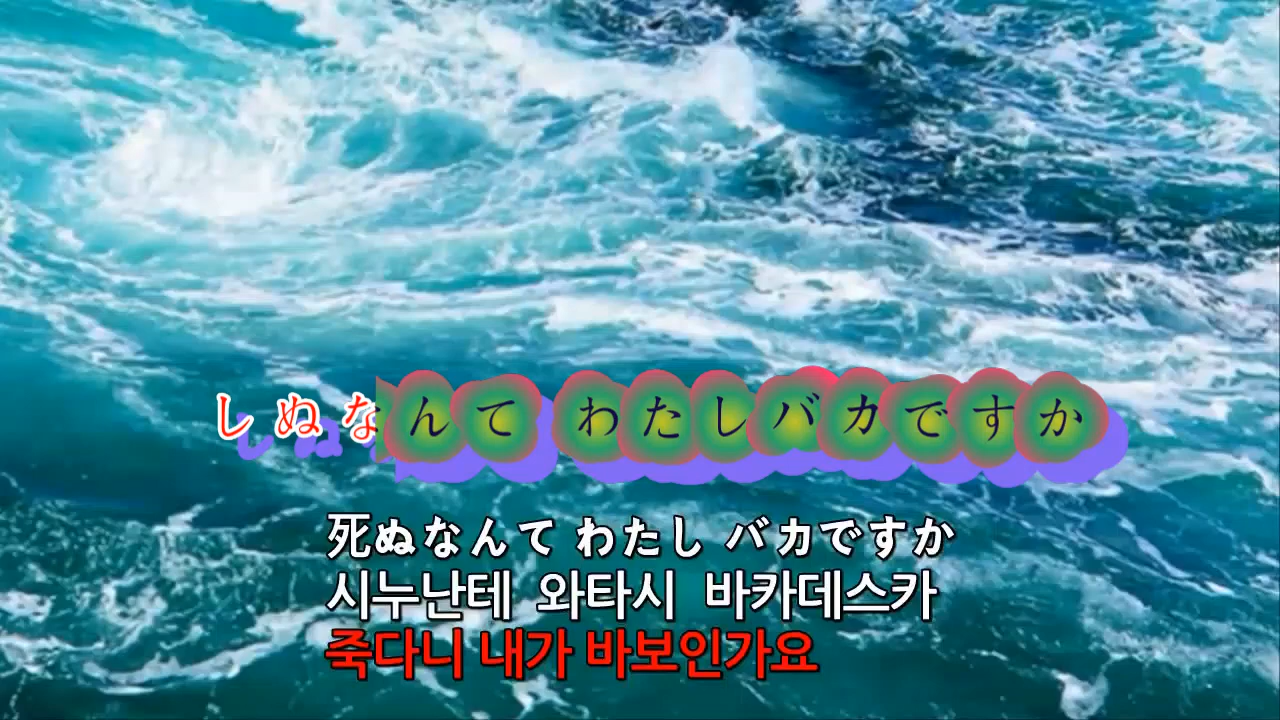 しぬなんて わたしバカですか
死ぬなんて わたし バカですか
시누난테 와타시 바카데스카
죽다니 내가 바보인가요